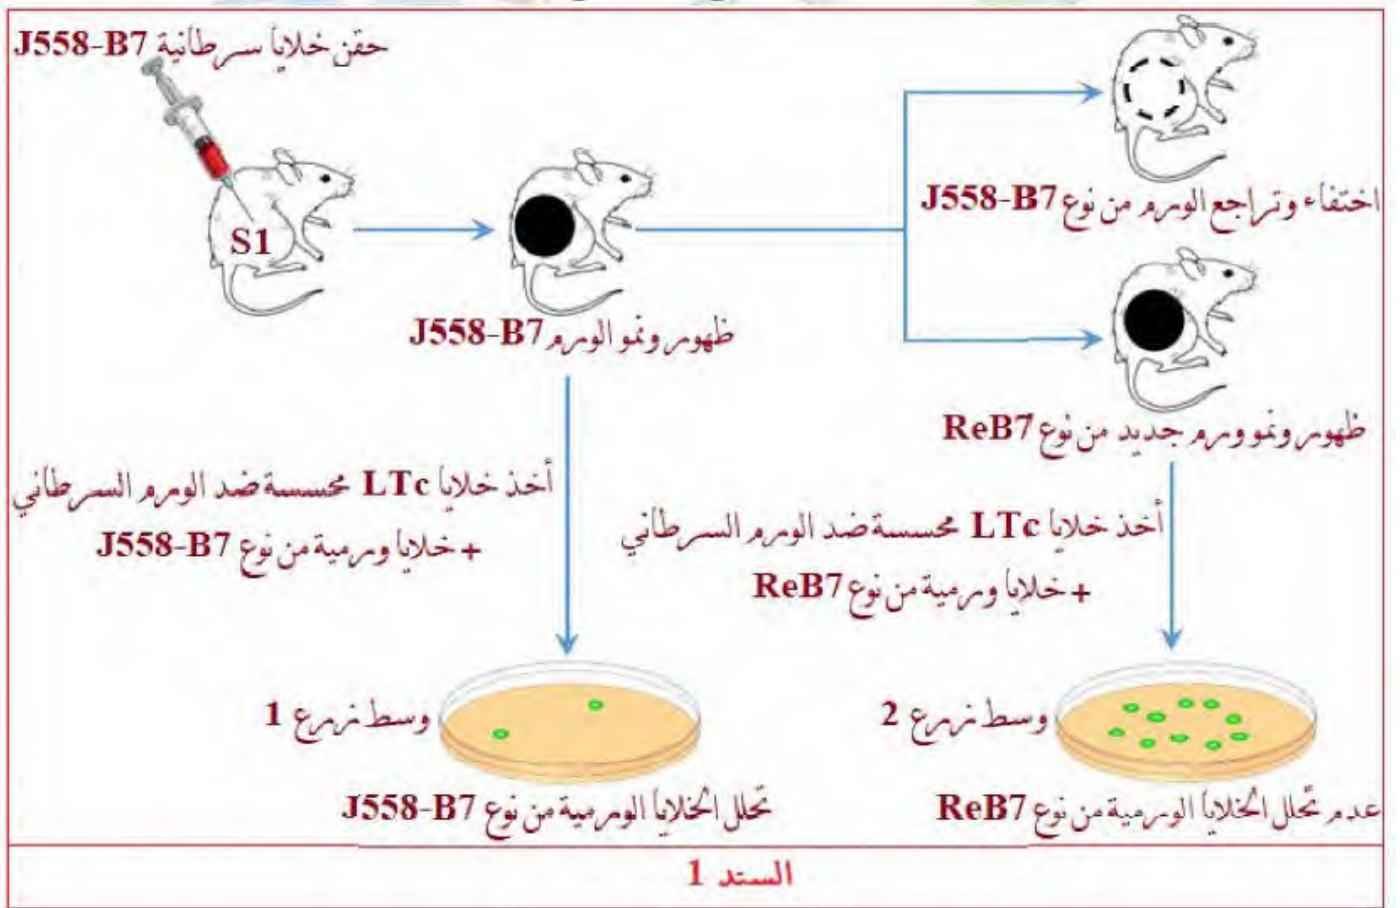 حقن خلايا سرطانية J558-B7
S1
ظهور ونمو الورم J558-B7
اختفاء وتراجع الورم من نوع J558-B7
ظهور ونمو ورم جديد من نوع ReB7
أخذ خلايا LTc محسسة ضد الورم السرطاني
+ خلايا ورمية من نوع J558-B7
أخذ خلايا LTc محسسة ضد الورم السرطاني
+ خلايا ورمية من نوع ReB7
وسط زرع 1
وسط زرع 2
تحلل الخلايا الورمية من نوع J558-B7
عدم تحلل الخلايا الورمية من نوع ReB7
السند 1